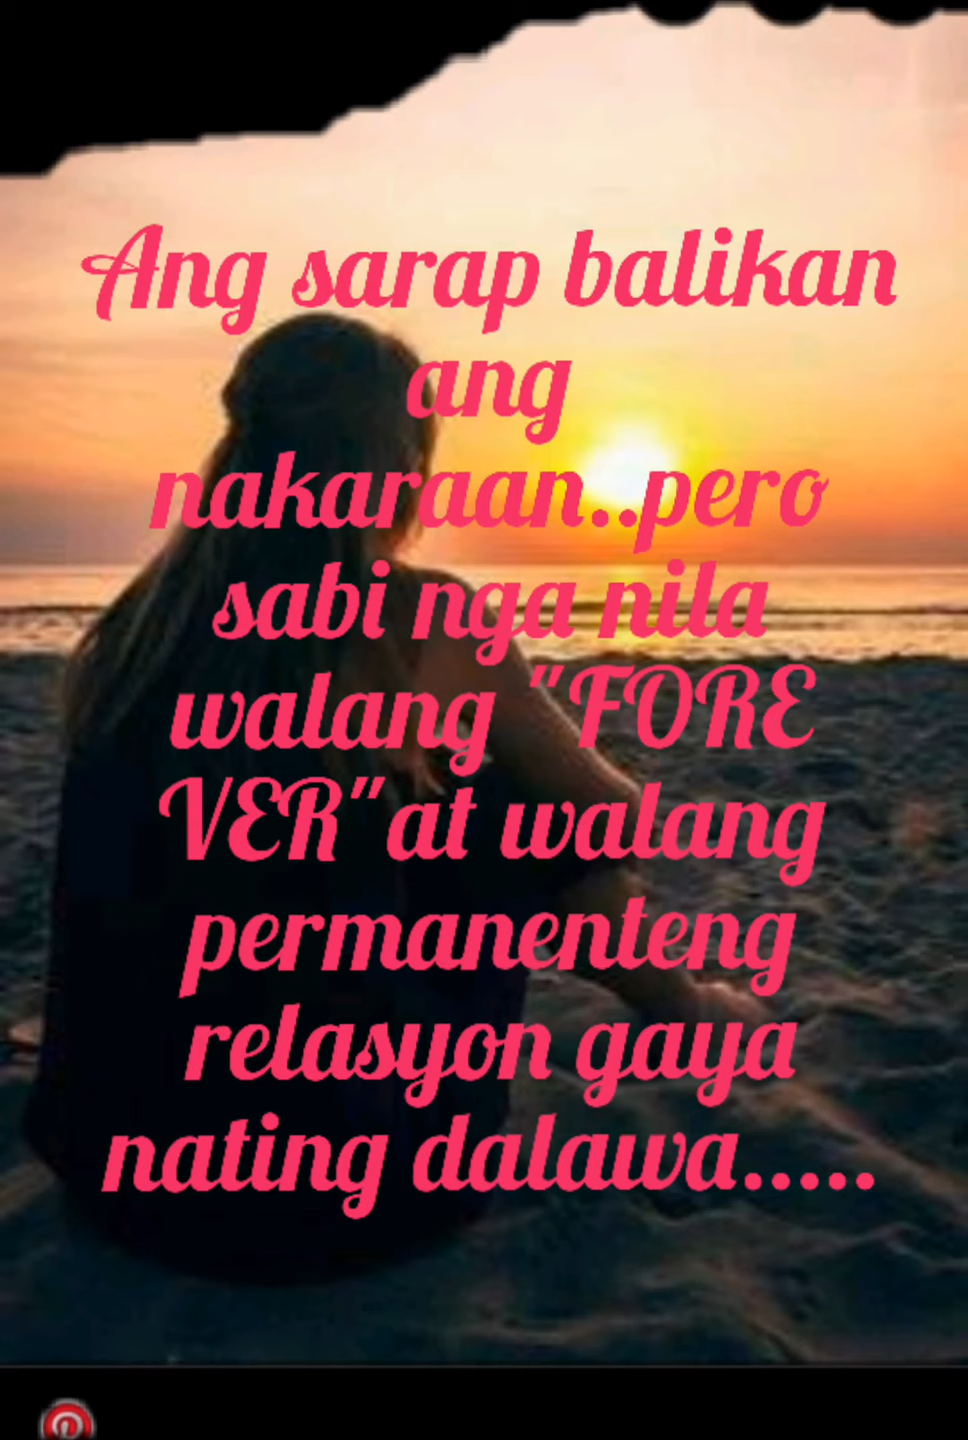 Ang sarap balikan
ang
nakaraan..pero
sabi nga nila
walang "FORE
VER"at walang
permanenteng
relasyon gaya
nating dalawa.....